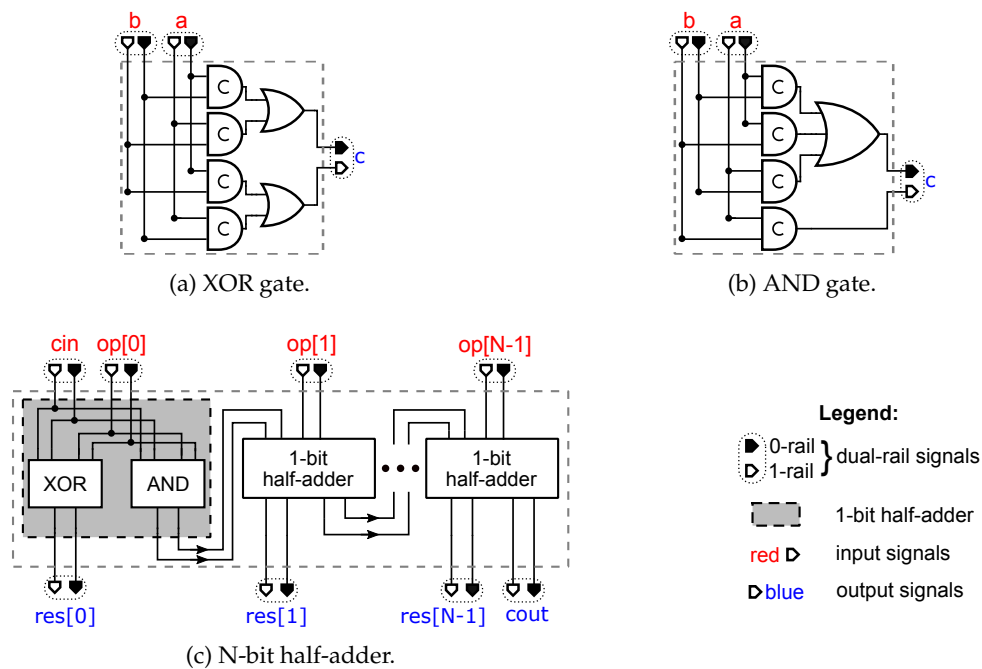 b a
C
C
C
C
c
(a) XOR gate.
b a
C
C
C
C
c
(b) AND gate.
cin op[0] op[1] op[N-1]
XOR AND
1-bit
half-adder
1-bit
half-adder
res[0] res[1] res[N-1] cout
(c) N-bit half-adder.
Legend:
0-rail
1-rail
} dual-rail signals
1-bit half-adder
red input signals
blue output signals